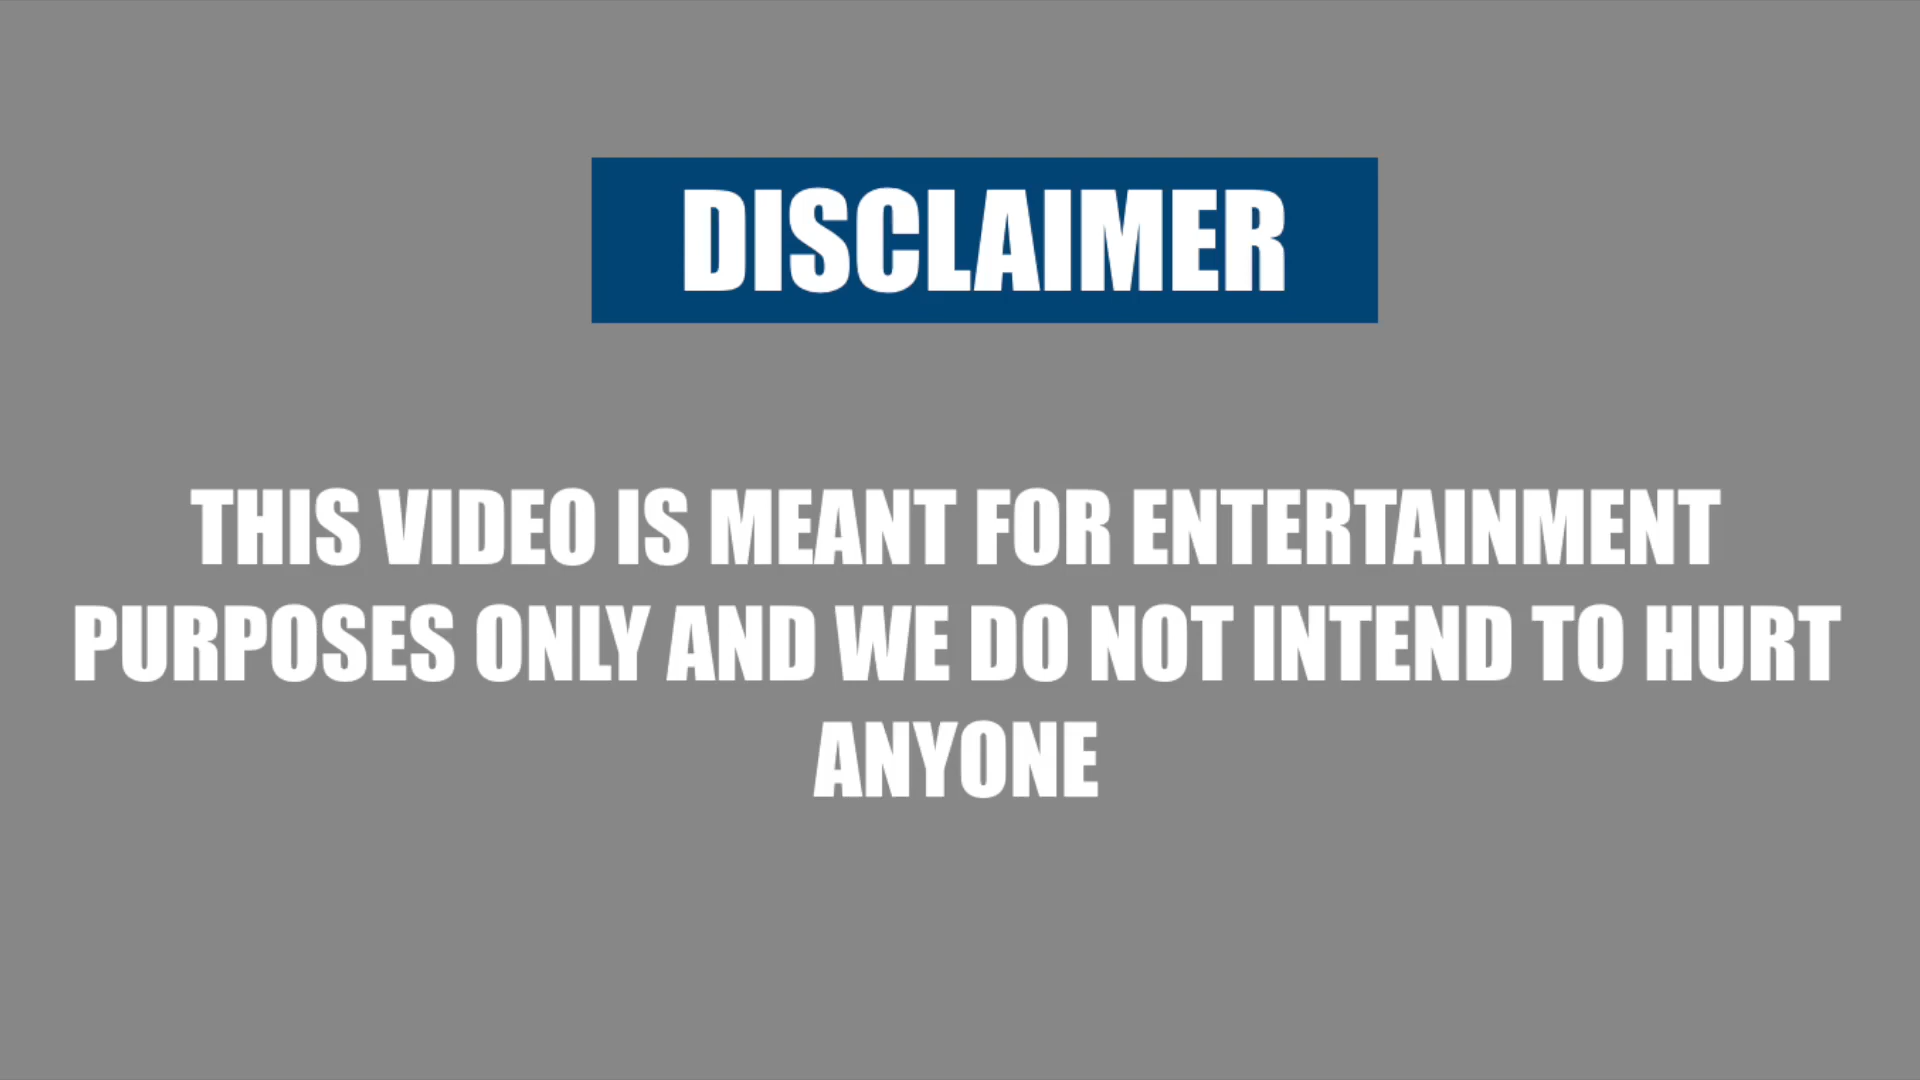 DISCLAIMER
THIS VIDEO IS MEANT FOR ENTERTAINMENT
PURPOSES ONLY AND WE DO NOT INTEND TO HURT
ANYONE